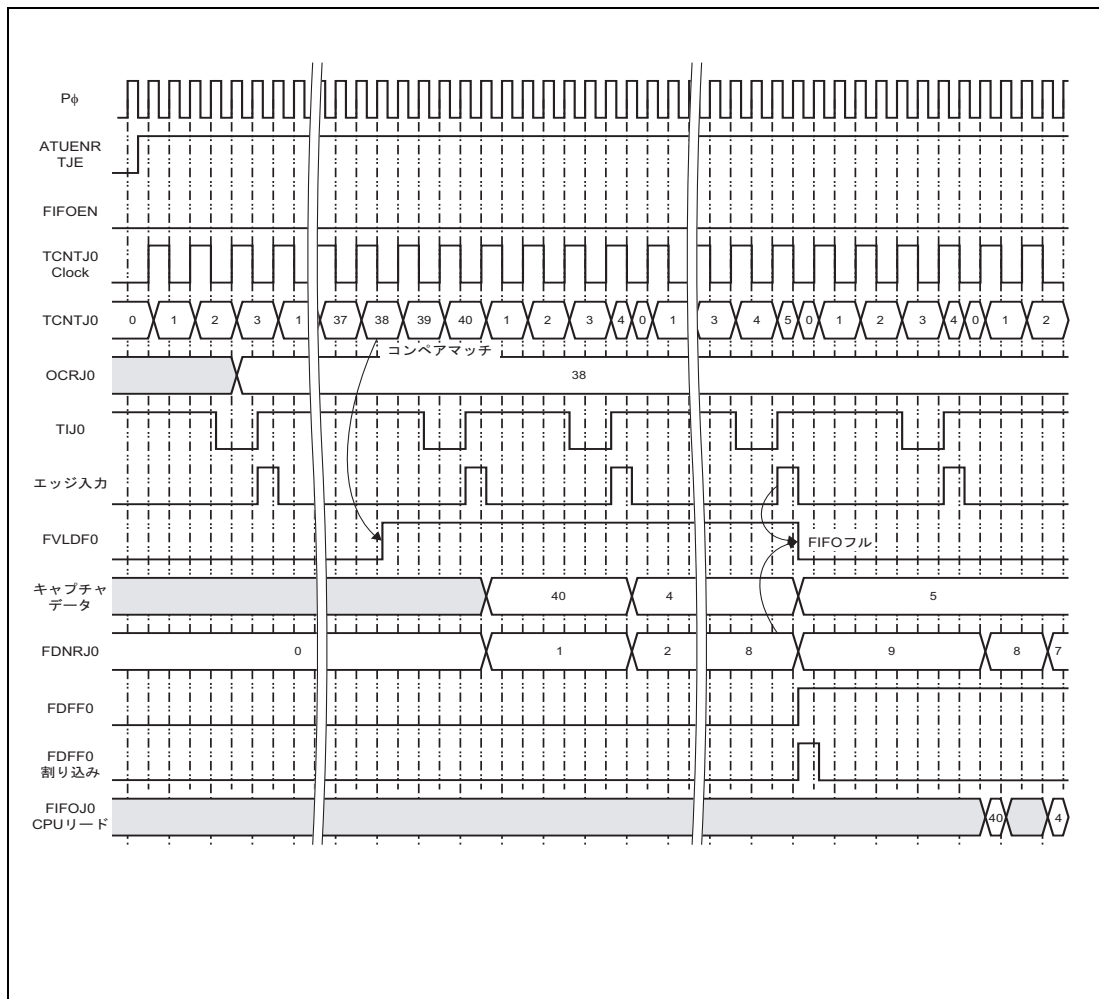 Pφ
ATUENR
TJE
FIFOEN
TCNTJ0
Clock
TCNTJ0
0 1 2 3 1 37 38 39 40 1 2 3 4 0 1 3 4 5 0 1 2 3 4 0 1 2
コンペアマッチ
OCRJ0
38
TIJ0
エッジ入力
FVLDF0
FIFOフル
キャプチャ
データ
40 4 5
FDNRJ0
0 1 2 8 9 8 7
FDFF0
FDFF0
割り込み
FIFOJ0
CPUリード
40 4